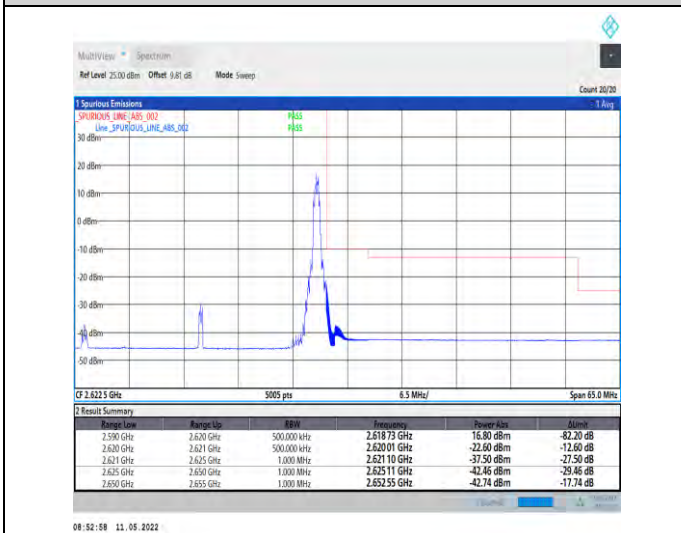 MultiView Spectrum
Ref Level 25.00 dBm Offset 9.81 dB Mode Sweep
Count 20/20
1 Spurious Emissions 1 Avg
_SPURIOUS_LINE_ABS_002 PASS
Line _SPURIOUS_LINE_ABS_002 PASS
30 dBm
20 dBm
10 dBm
0 dBm
-10 dBm
-20 dBm
-30 dBm
-40 dBm
-50 dBm
CF 2.622 5 GHz 5005 pts 6.5 MHz/ Span 65.0 MHz
2 Result Summary
Range Low Range Up RBW Frequency Power Abs ΔLimit
2.590 GHz 2.620 GHz 500.000 kHz 2.618 73 GHz 16.80 dBm -82.20 dB
2.620 GHz 2.621 GHz 500.000 kHz 2.620 01 GHz -22.60 dBm -12.60 dB
2.621 GHz 2.625 GHz 1.000 MHz 2.621 10 GHz -37.50 dBm -27.50 dB
2.625 GHz 2.650 GHz 1.000 MHz 2.625 11 GHz -42.46 dBm -29.46 dB
2.650 GHz 2.655 GHz 1.000 MHz 2.652 55 GHz -42.74 dBm -17.74 dB
08:52:58 11.05.2022